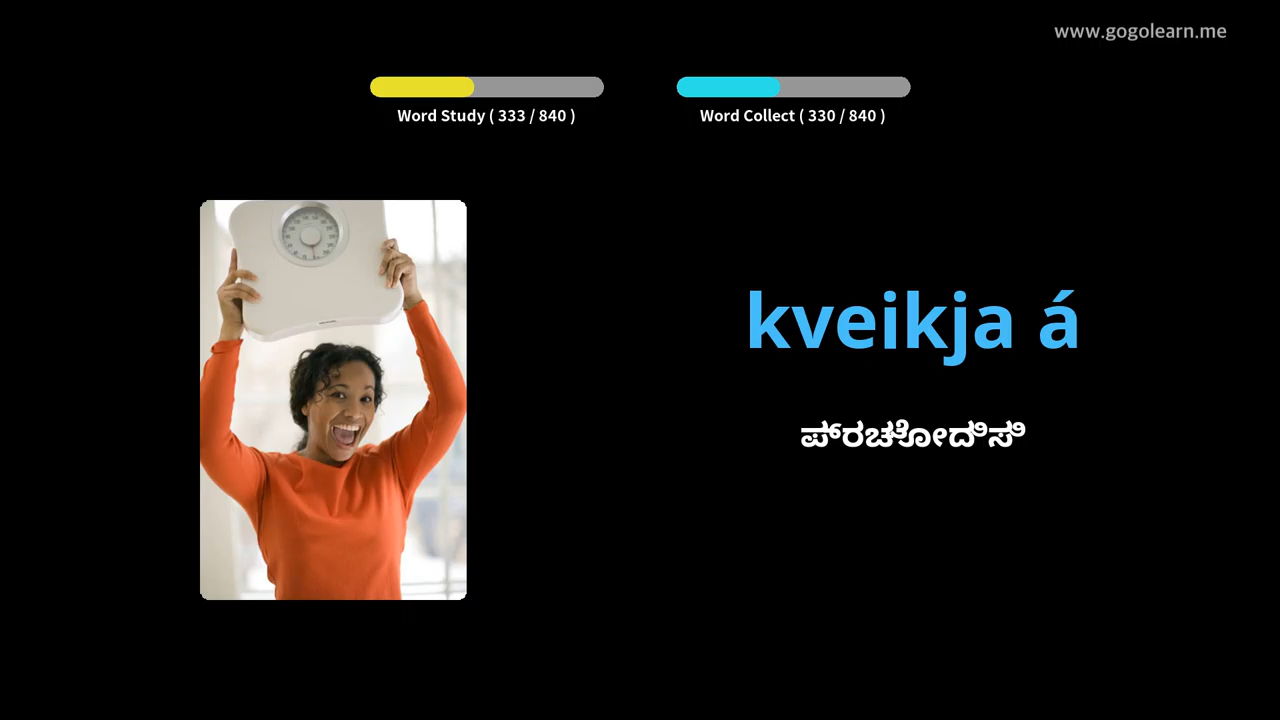 www.gogolearn.me
Word Study ( 333 / 840 )
Word Collect ( 330 / 840 )
kveikja á
ಪ್ರಚೋದಿಸಿ